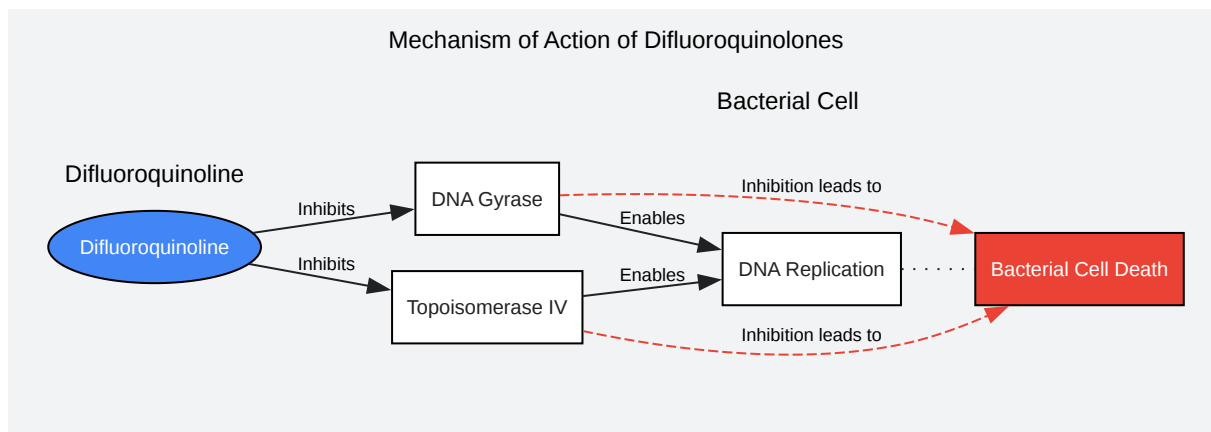 Mechanism of Action of Difluoroquinolones
Bacterial Cell
Difluoroquinoline
Difluoroquinoline
Inhibits
Inhibits
DNA Gyrase
Topoisomerase IV
Enables
Enables
Inhibition leads to
DNA Replication
Inhibition leads to
Bacterial Cell Death